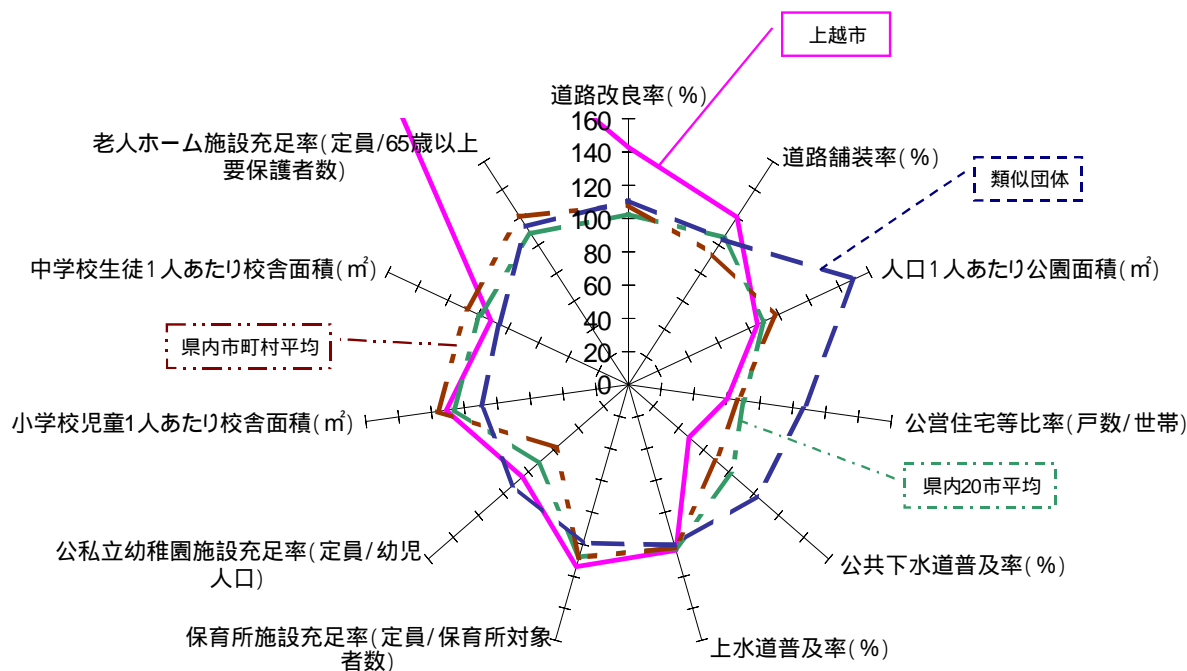 上越市
道路改良率(%)
160
140
120
100
80
60
40
20
0
老人ホーム施設充足率(定員/65歳以上
要保護者数)
道路舗装率(%)
類似団体
中学校生徒1人あたり校舎面積(㎡)
人口1人あたり公園面積(㎡)
県内市町村平均
小学校児童1人あたり校舎面積(㎡)
公営住宅等比率(戸数/世帯)
県内20市平均
公私立幼稚園施設充足率(定員/幼児
人口)
公共下水道普及率(%)
保育所施設充足率(定員/保育所対象
者数)
上水道普及率(%)